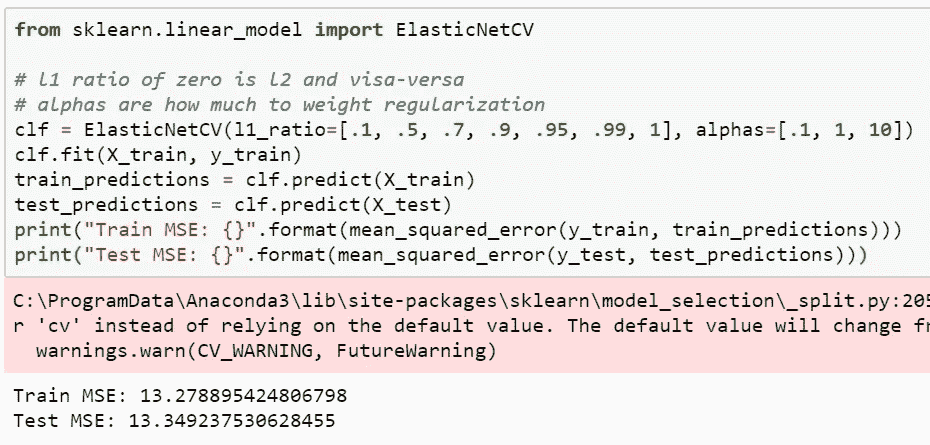 from sklearn.linear_model import ElasticNetCV
# l1 ratio of zero is l2 and visa-versa
# alphas are how much to weight regularization
clf = ElasticNetCV(l1_ratio=[.1, .5, .7, .9, .95, .99, 1], alphas=[.1, 1, 10])
clf.fit(X_train, y_train)
train_predictions = clf.predict(X_train)
test_predictions = clf.predict(X_test)
print("Train MSE: {}".format(mean_squared_error(y_train, train_predictions)))
print("Test MSE: {}".format(mean_squared_error(y_test, test_predictions)))
C:\ProgramData\Anaconda3\lib\site-packages\sklearn\model_selection\_split.py:205
r 'cv' instead of relying on the default value. The default value will change fr
warnings.warn(CV_WARNING, FutureWarning)
Train MSE: 13.278895424806798
Test MSE: 13.349237530628455